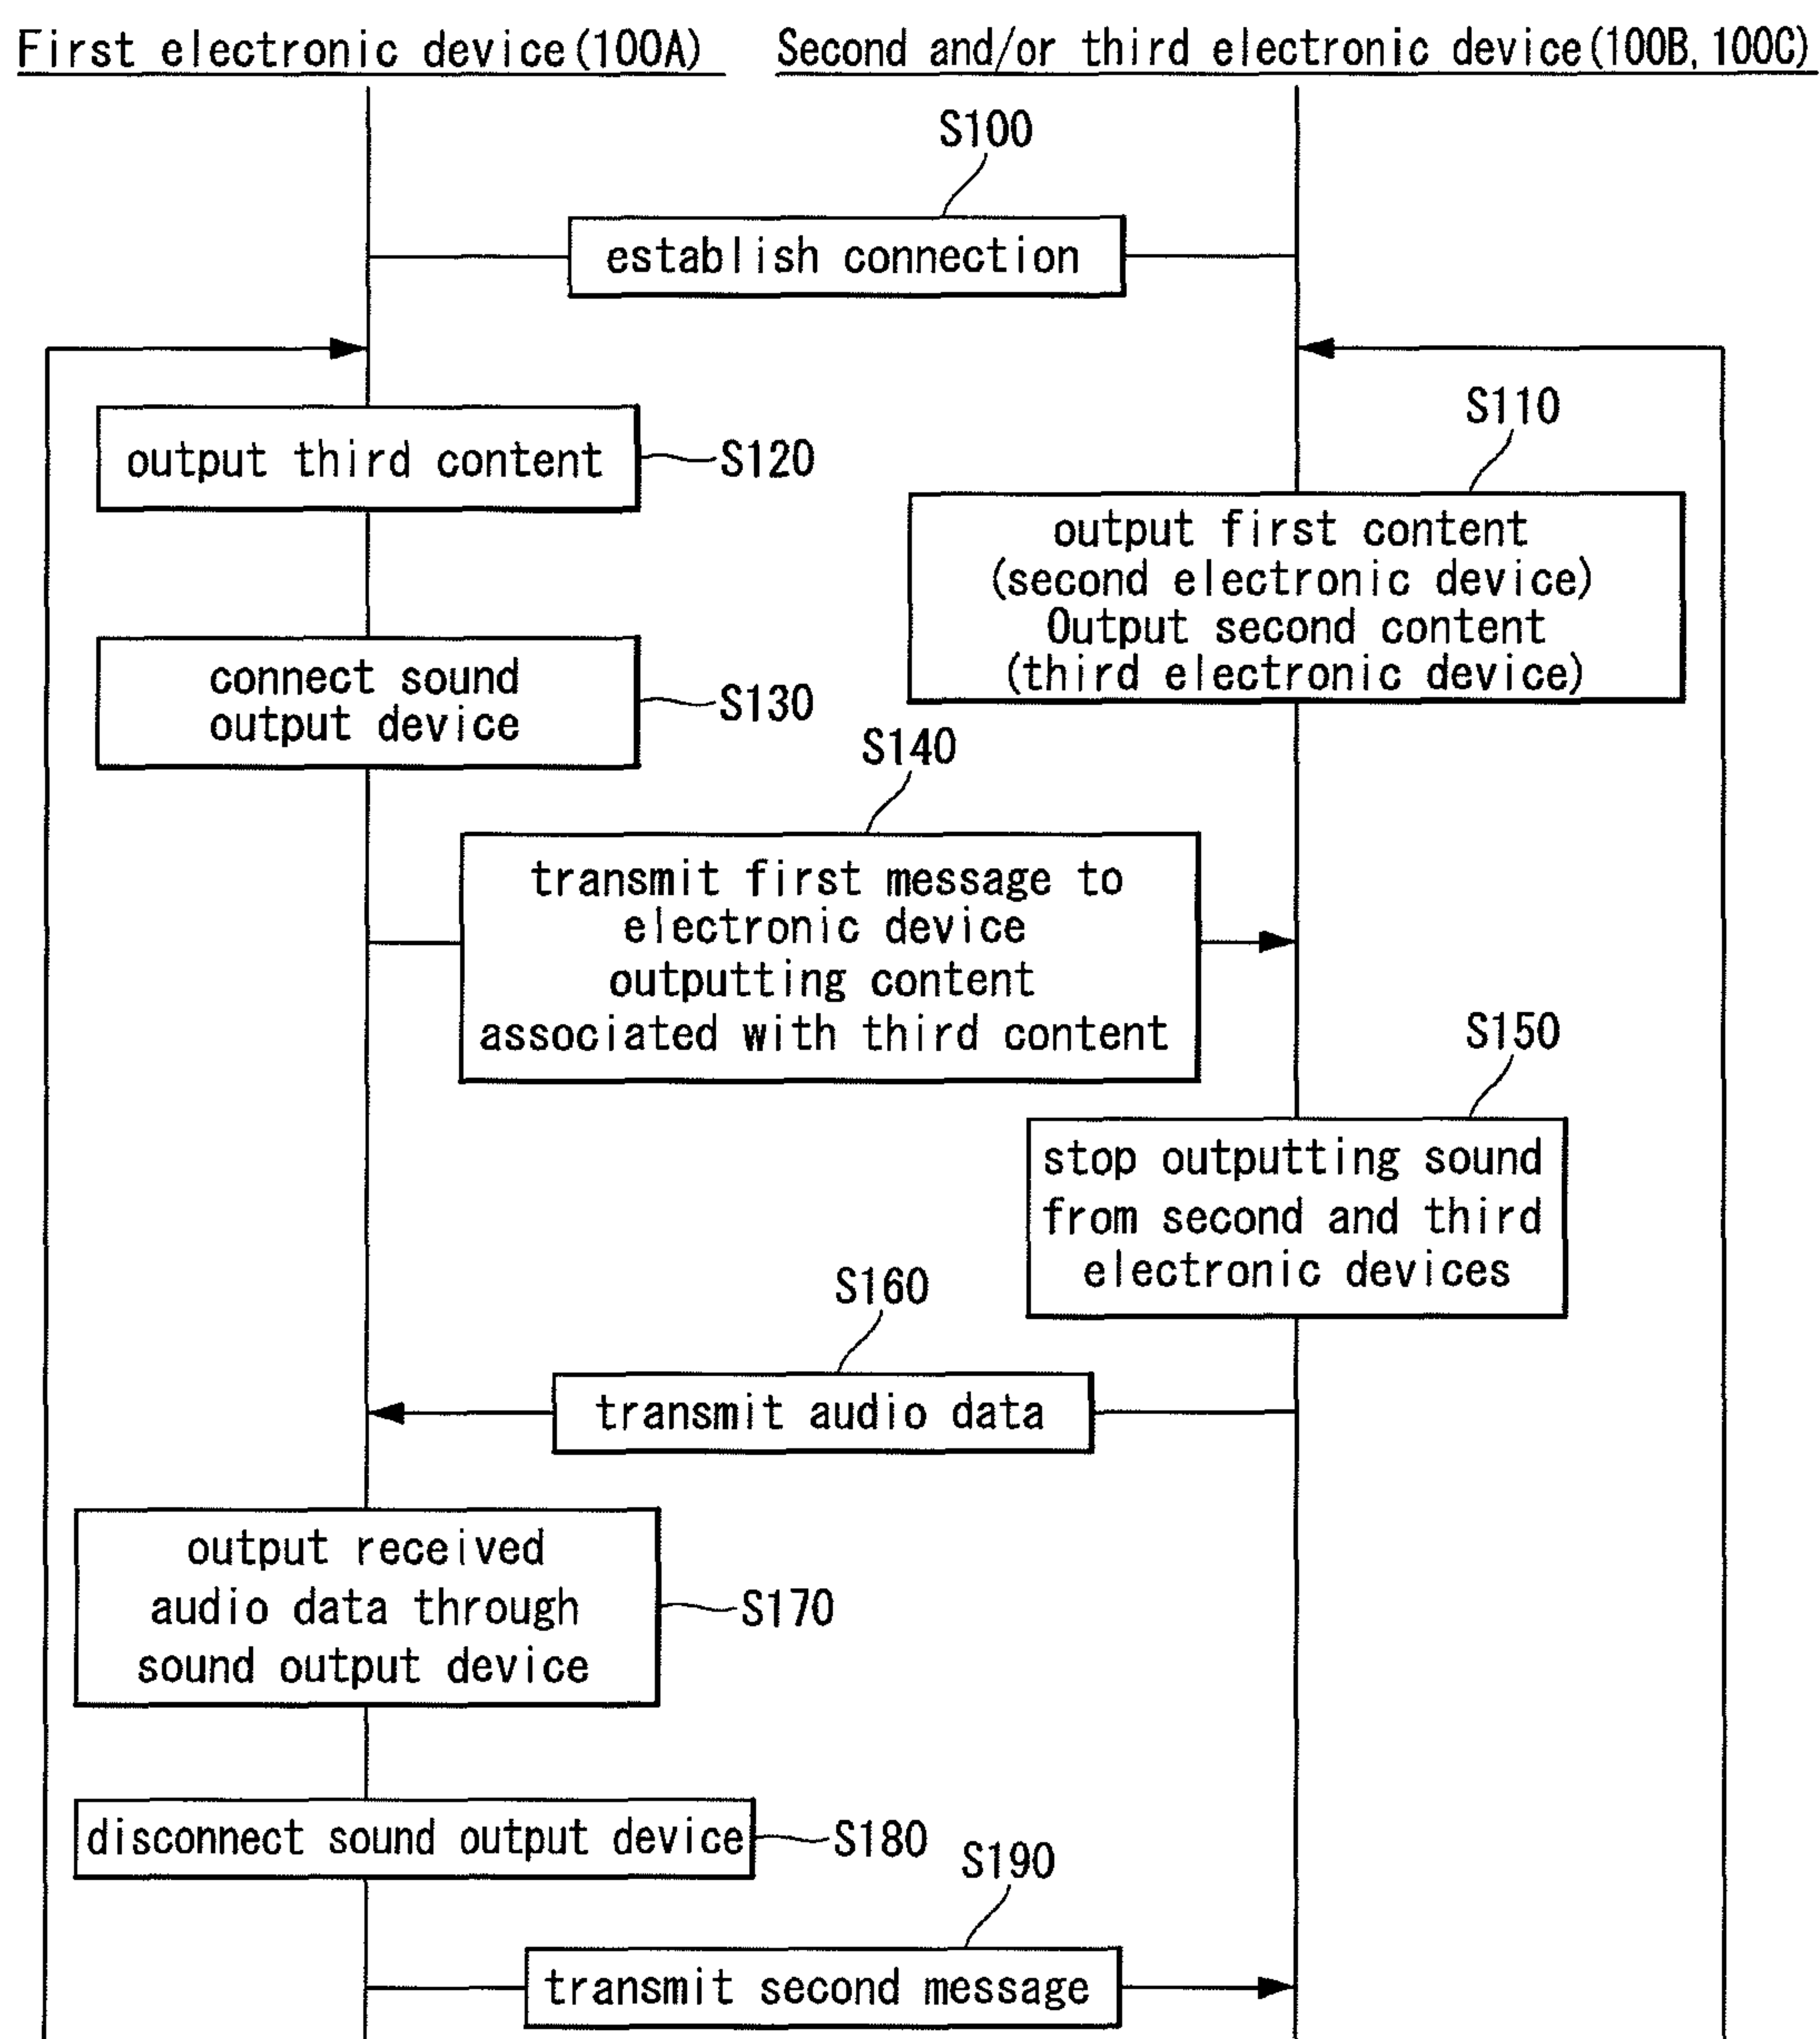 First electronic device(100A)
Second and/or third electronic device(100B, 100C)
S100
establish connection
S110
output third content
S120
output first content
(second electronic device)
Output second content
(third electronic device)
connect sound
output device
S130
S140
transmit first message to
electronic device
outputting content
associated with third content
S150
stop outputting sound
from second and third
electronic devices
S160
transmit audio data
output received
audio data through
sound output device
S170
disconnect sound output device
S180
S190
transmit second message